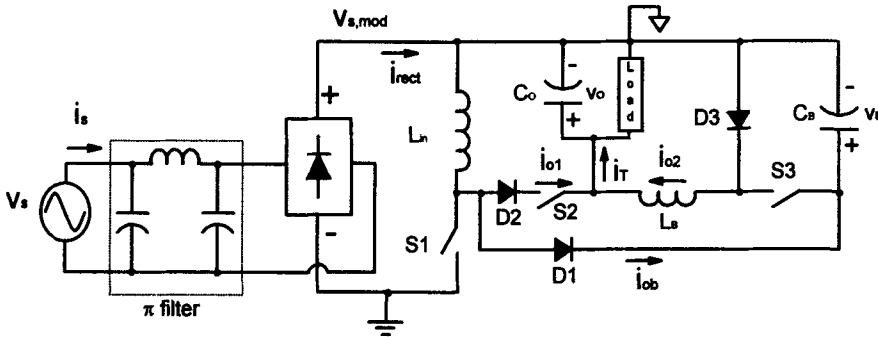 Vs,mod
irect
is
Vs
π filter
+
-
Lin
S1
Co
-
vo
+
Load
D3
CB
-
+
io1
iT
io2
D2
S2
LB
S3
D1
iob